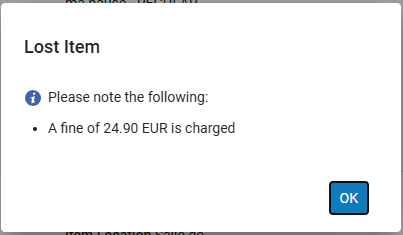 Lost Item
Please note the following:
• A fine of 24.90 EUR is charged
OK